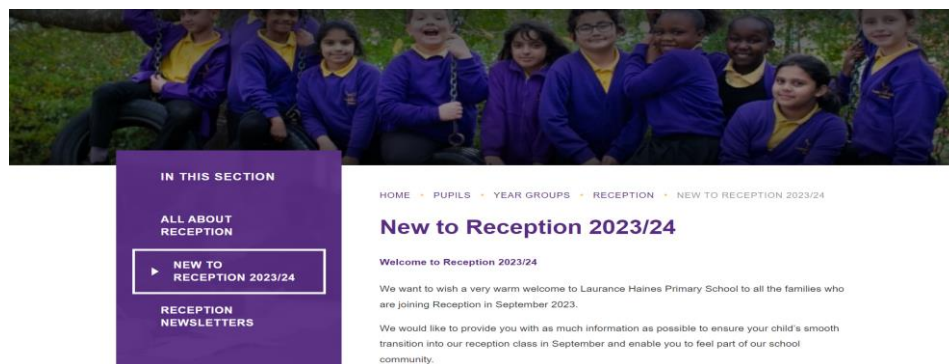 IN THIS SECTION
ALL ABOUT
RECEPTION
NEW TO
RECEPTION 2023/24
RECEPTION
NEWSLETTERS
HOME - PUPILS - YEAR GROUPS - RECEPTION - NEW TO RECEPTION 2023/24
New to Reception 2023/24
Welcome to Reception 2023/24
We want to wish a very warm welcome to Laurance Haines Primary School to all the families who
are joining Reception in September 2023.
We would like to provide you with as much information as possible to ensure your child's smooth
transition into our reception class in September and enable you to feel part of our school
community.